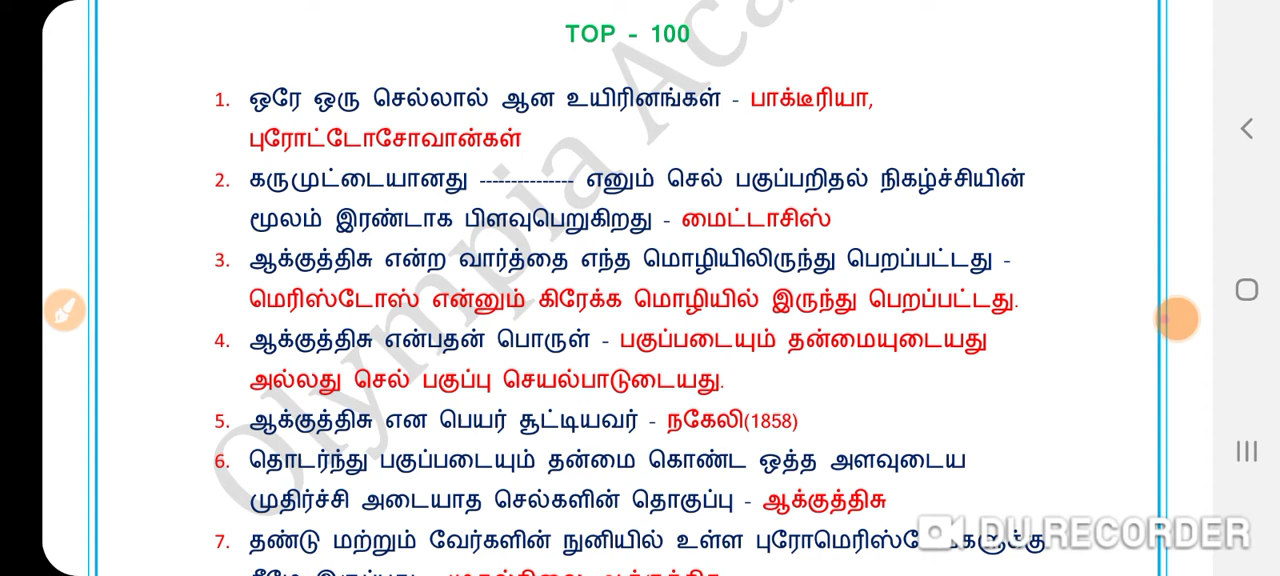 TOP - 100
1. ஒரே ஒரு செல்லால் ஆன உயிரினங்கள் - பாக்டீரியா,
புரோட்டோசோவான்கள்
2. கருமுட்டையானது --------------- எனும் செல் பகுப்பறிதல் நிகழ்ச்சியின்
மூலம் இரண்டாக பிளவுபெறுகிறது - மைட்டாசிஸ்
3. ஆக்குத்திசு என்ற வார்த்தை எந்த மொழியிலிருந்து பெறப்பட்டது -
மெரிஸ்டோஸ் என்னும் கிரேக்க மொழியில் இருந்து பெறப்பட்டது.
4. ஆக்குத்திசு என்பதன் பொருள் - பகுப்படையும் தன்மையுடையது
அல்லது செல் பகுப்பு செயல்பாடுடையது.
5. ஆக்குத்திசு என பெயர் சூட்டியவர் - நகேலி(1858)
6. தொடர்ந்து பகுப்படையும் தன்மை கொண்ட ஒத்த அளவுடைய
முதிர்ச்சி அடையாத செல்களின் தொகுப்பு - ஆக்குத்திசு
7. தண்டு மற்றும் வேர்களின் நுனியில் உள்ள
Olympia Aca
DU RECORDER